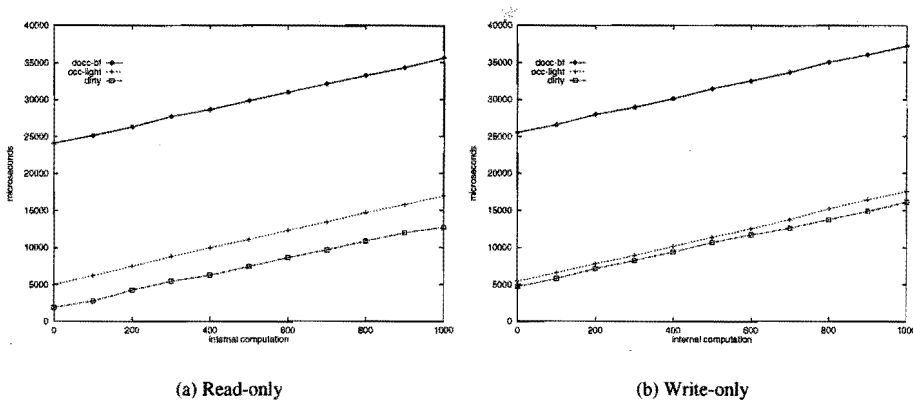 40000
35000
30000
25000
20000
15000
10000
5000
0
microseconds
docc-bf
occ-light
dirty
0 200 400 600 800 1000
internal computation
(a) Read-only
40000
35000
30000
25000
20000
15000
10000
5000
0
microseconds
docc-bf
occ-light
dirty
0 200 400 600 800 1000
internal computation
(b) Write-only